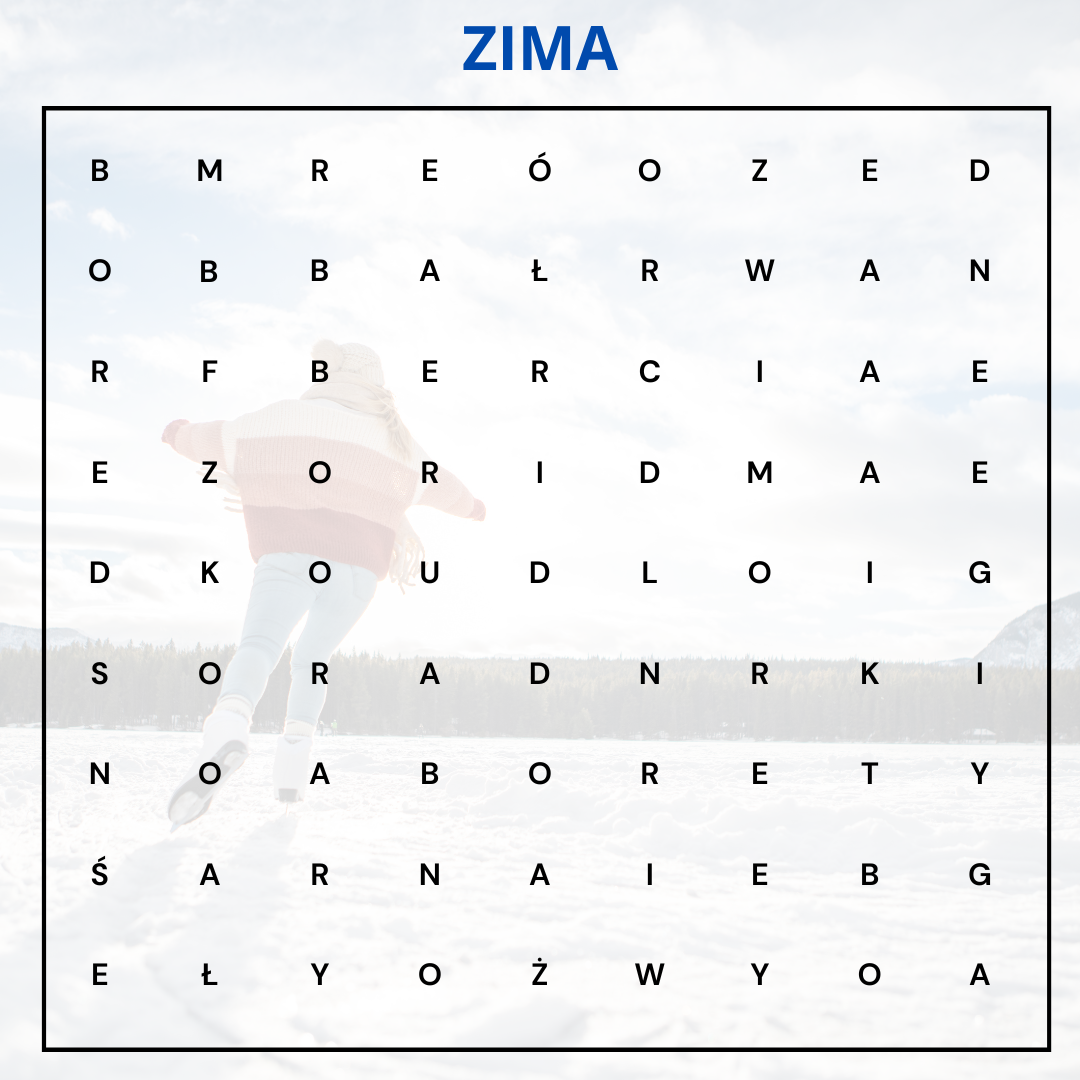 ZIMA
B M R E Ó O Z E D
O B B A Ł R W A N
R F B E R C I A E
E Z O R I D M A E
D K O U D L O I G
S O R A D N R K I
N O A B O R E T Y
Ś A R N A I E B G
E Ł Y O Ż W Y O A